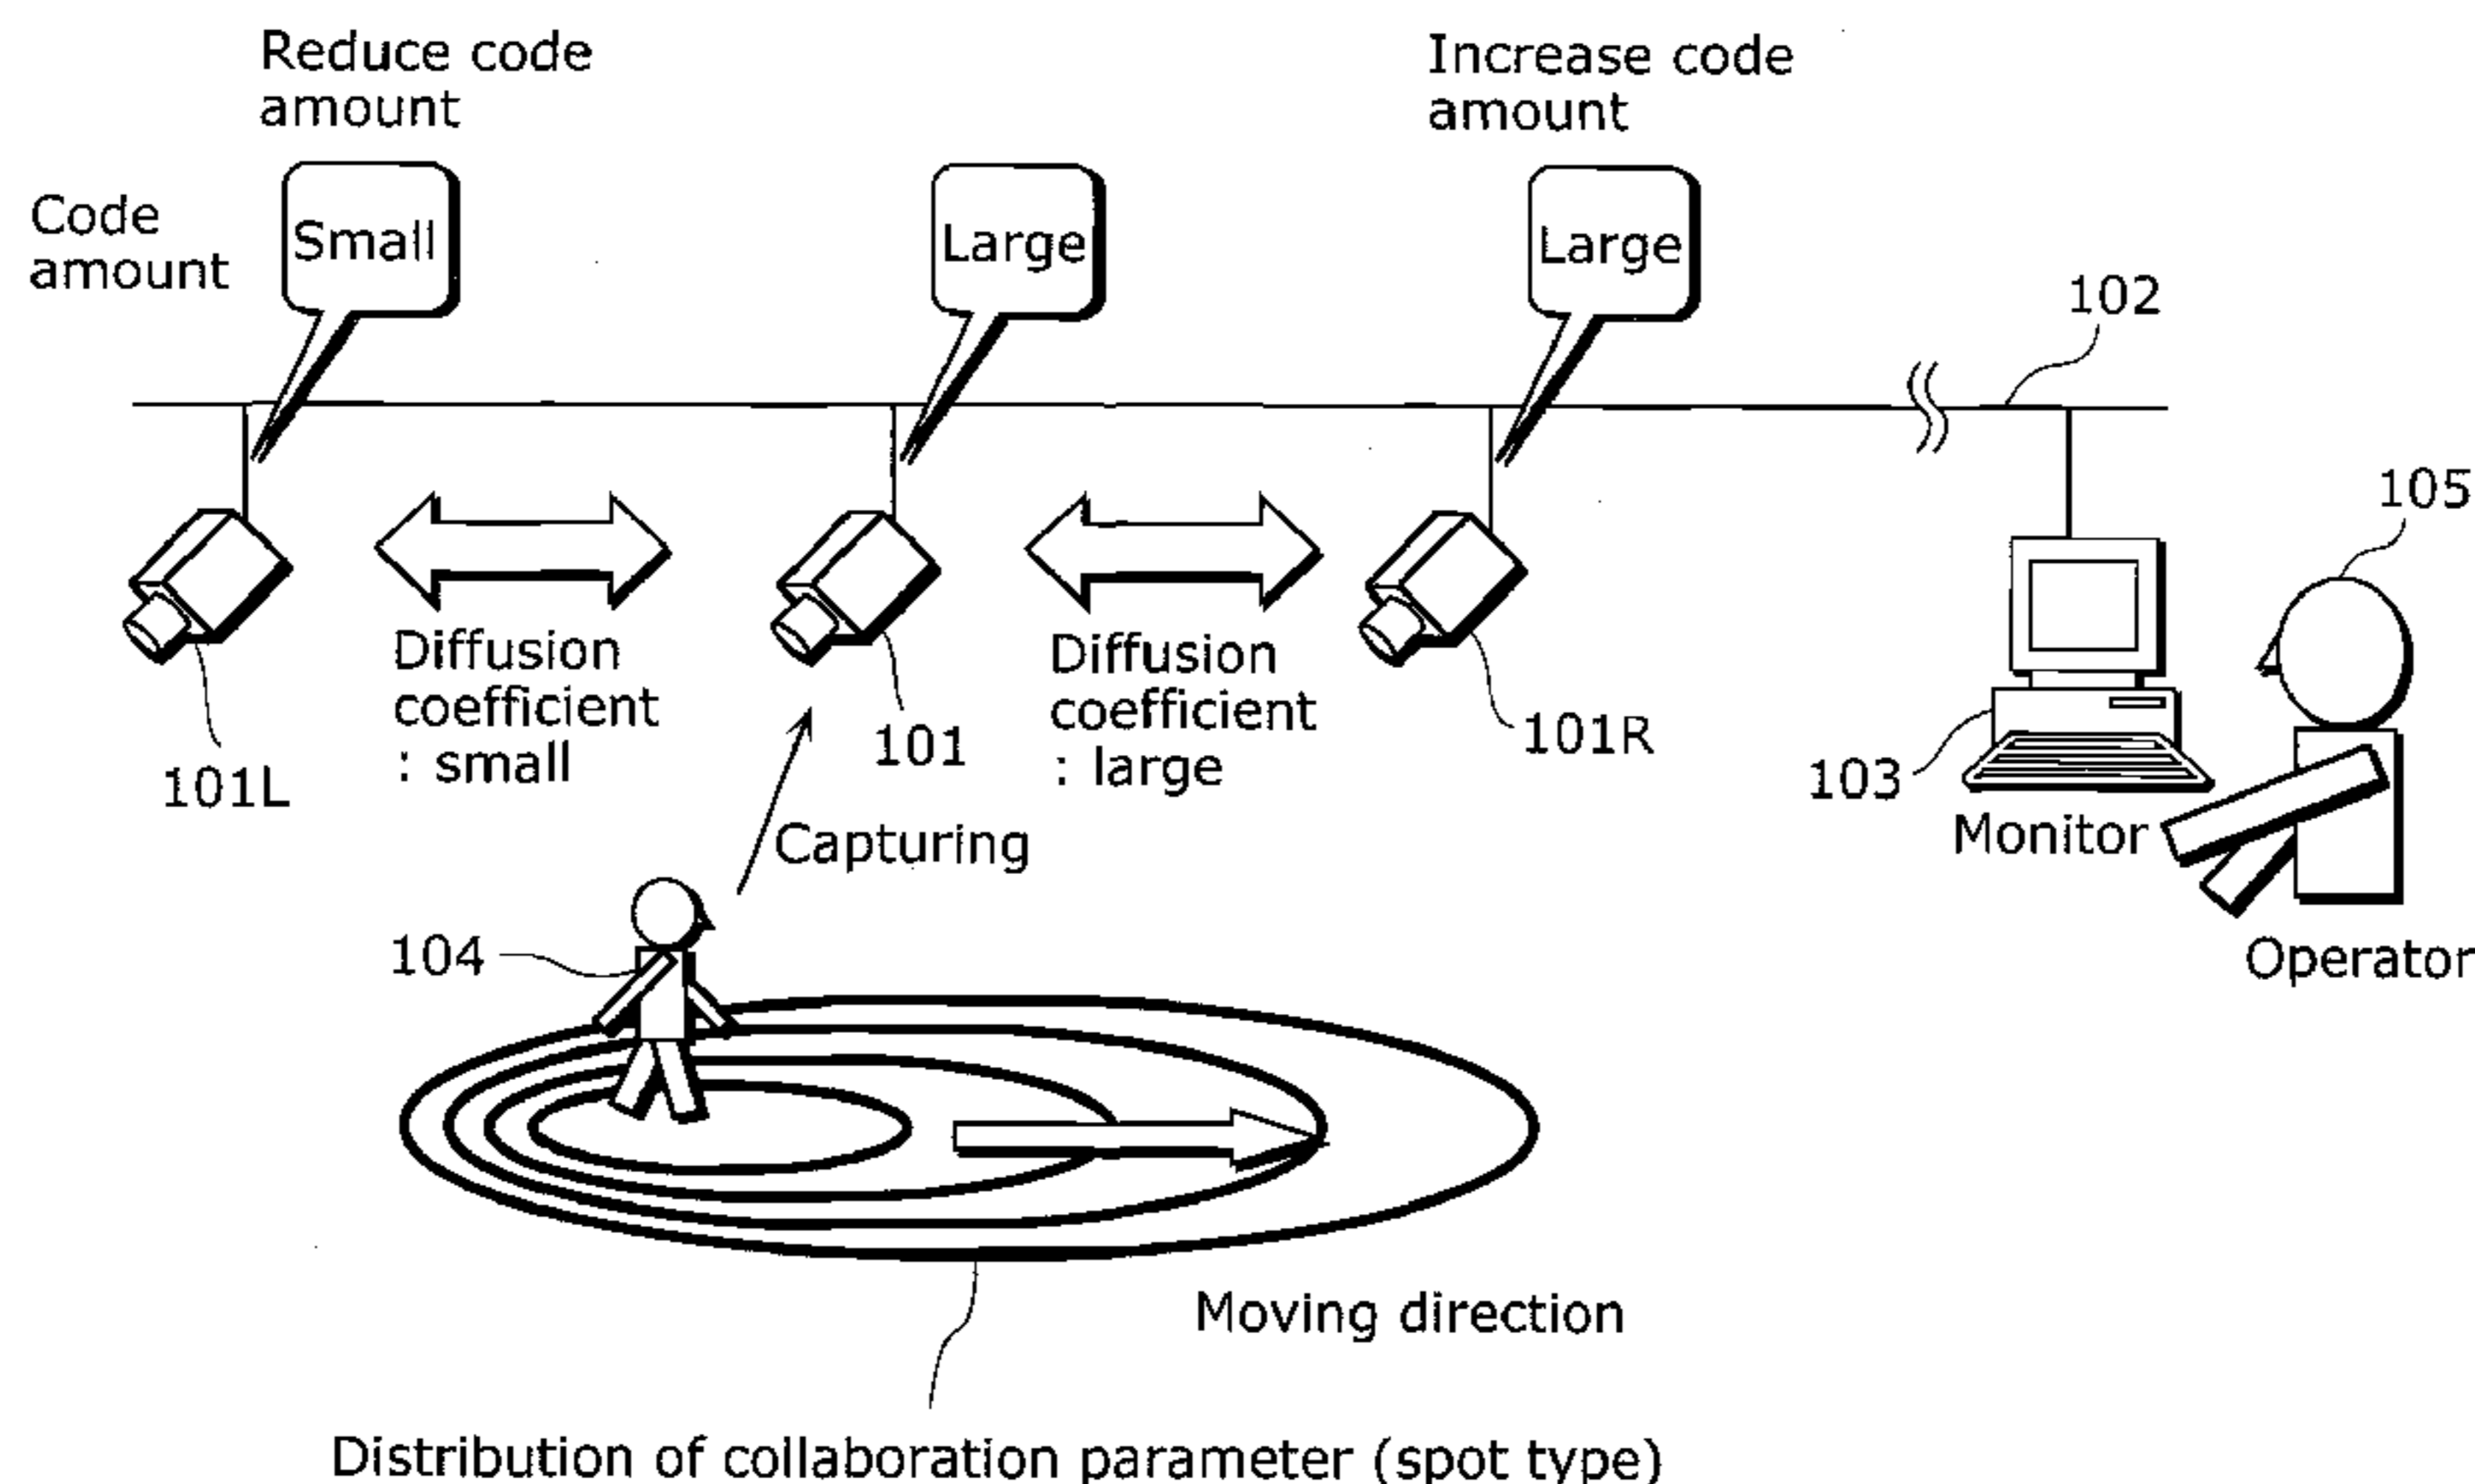 Reduce code
amount
Increase code
amount
Code
amount
Small
Large
Large
102
105
Diffusion
coefficient
: small
Diffusion
coefficient
: large
101L
101
101R
103
Monitor
Capturing
104
Operator
Moving direction
Distribution of collaboration parameter (spot type)